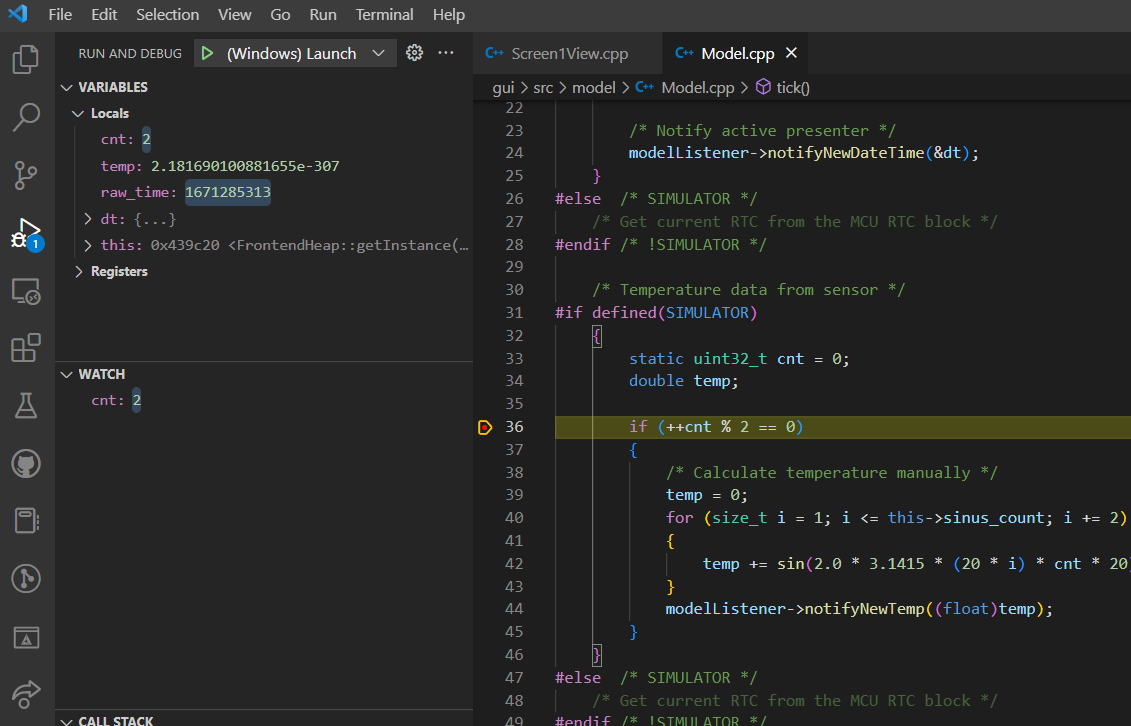 File Edit Selection View Go Run Terminal Help
RUN AND DEBUG (Windows) Launch ···
VARIABLES
Locals
cnt: 2
temp: 2.181690100881655e-307
raw_time: 1671285313
dt: {...}
this: 0x439c20 <FrontendHeap::getInstance(…
Registers
WATCH
cnt: 2
CALL STACK
1
C++ Screen1View.cpp C++ Model.cpp
gui > src > model > C++ Model.cpp > tick()
22
23 /* Notify active presenter */
24 modelListener->notifyNewDateTime(&dt);
25 }
26 #else /* SIMULATOR */
27 /* Get current RTC from the MCU RTC block */
28 #endif /* !SIMULATOR */
29
30 /* Temperature data from sensor */
31 #if defined(SIMULATOR)
32 {
33 static uint32_t cnt = 0;
34 double temp;
35
36 if (++cnt % 2 == 0)
37 {
38 /* Calculate temperature manually */
39 temp = 0;
40 for (size_t i = 1; i <= this->sinus_count; i += 2)
41 {
42 temp += sin(2.0 * 3.1415 * (20 * i) * cnt * 20
43 }
44 modelListener->notifyNewTemp((float)temp);
45 }
46 }
47 #else /* SIMULATOR */
48 /* Get current RTC from the MCU RTC block */
49 #endif /* !SIMULATOR */